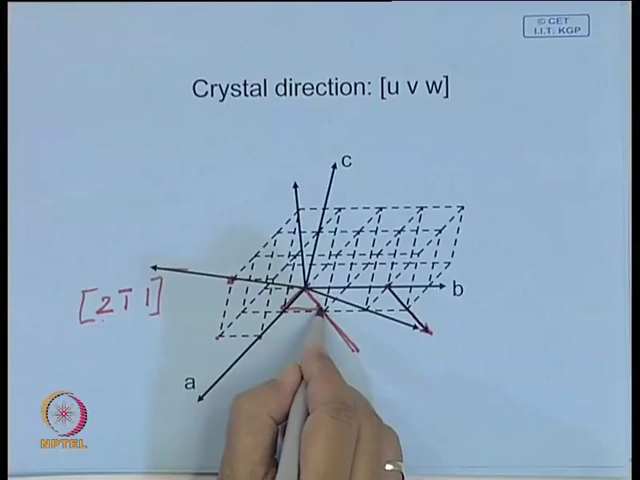 © CET
I.I.T. KGP
Crystal direction: [u v w]
c
b
[2 1̄ 1]
a
NPTEL